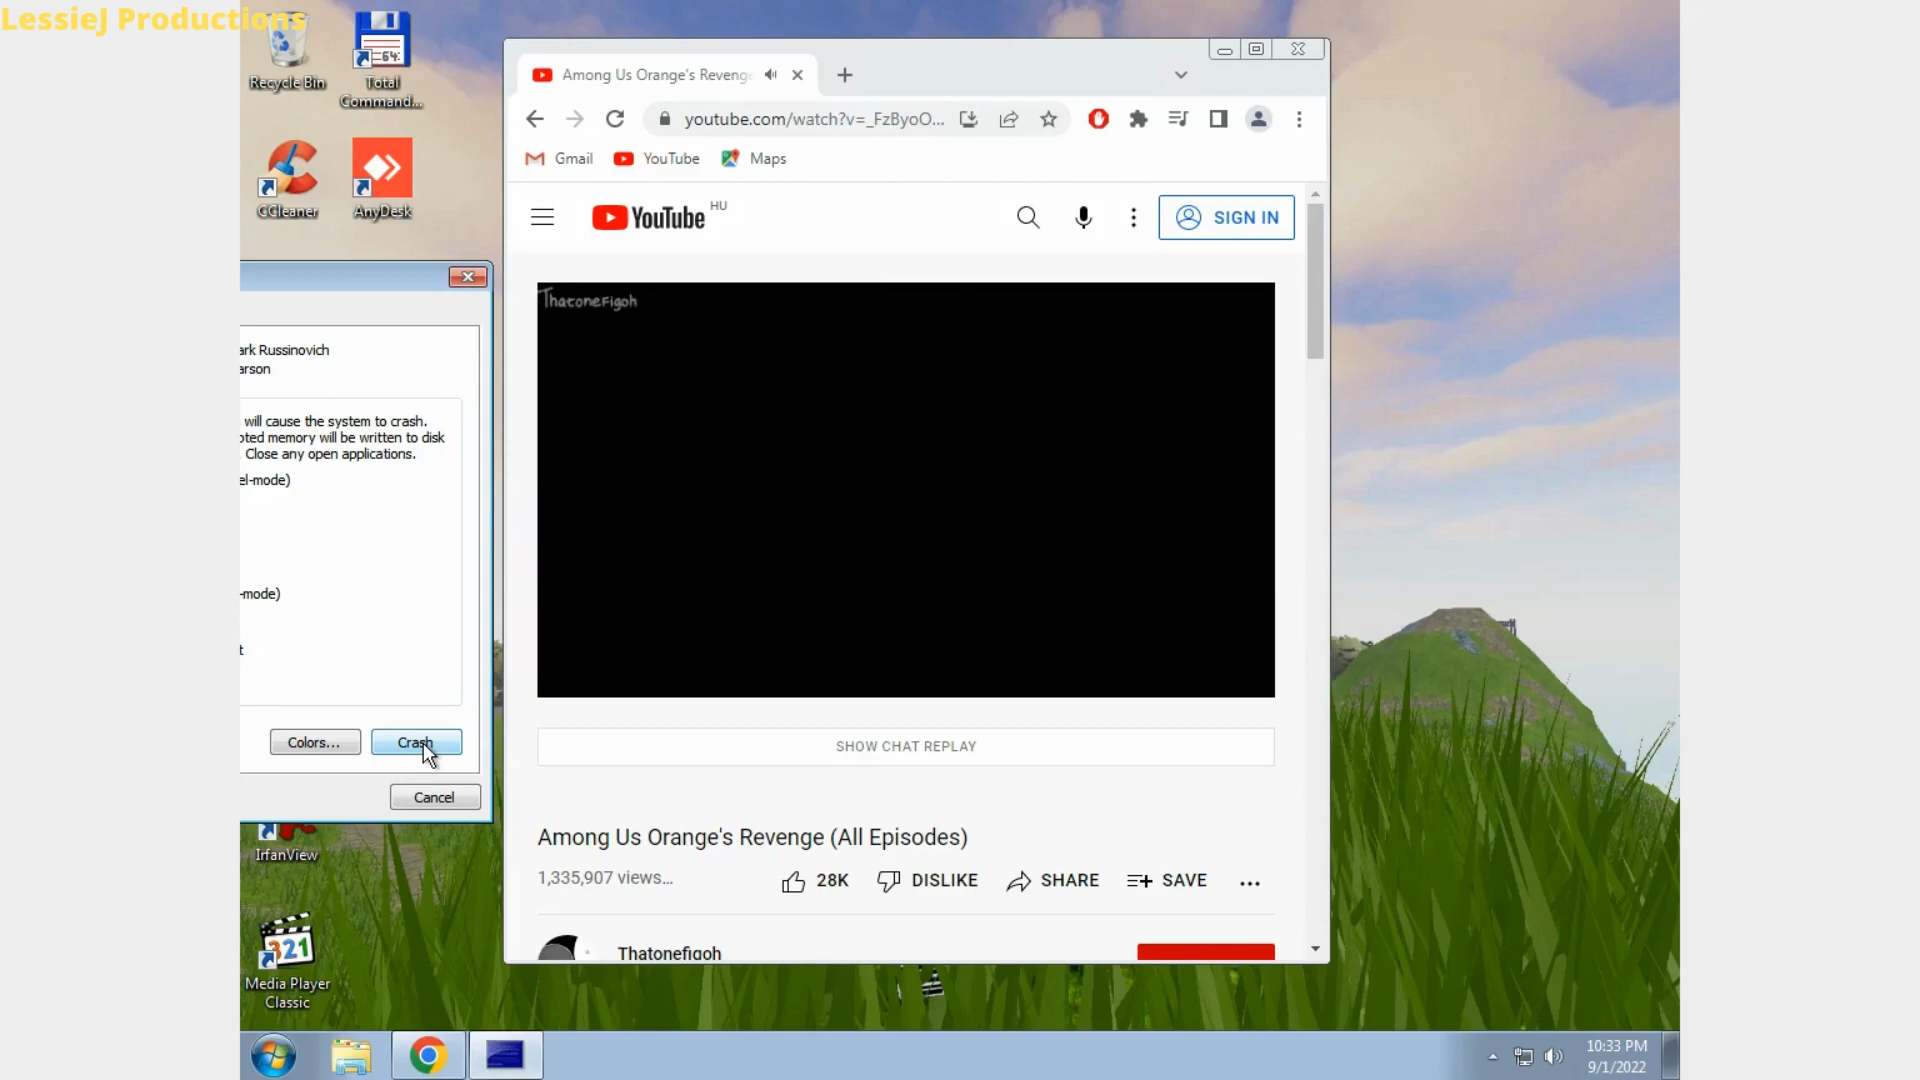 LessieJ Productions
Recycle Bin
Total
Command...
64
CCleaner
AnyDesk
ark Russinovich
arson
will cause the system to crash.
pted memory will be written to disk
. Close any open applications.
el-mode)
-mode)
t
Colors...
Crash
Cancel
IrfanView
321
Media Player
Classic
Among Us Orange's Reveng
youtube.com/watch?v=_FzByoO...
Gmail
YouTube
Maps
YouTube HU
SIGN IN
Thatonefigoh
SHOW CHAT REPLAY
Among Us Orange's Revenge (All Episodes)
1,335,907 views...
28K
DISLIKE
SHARE
SAVE
...
Thatonefigoh
10:33 PM
9/1/2022